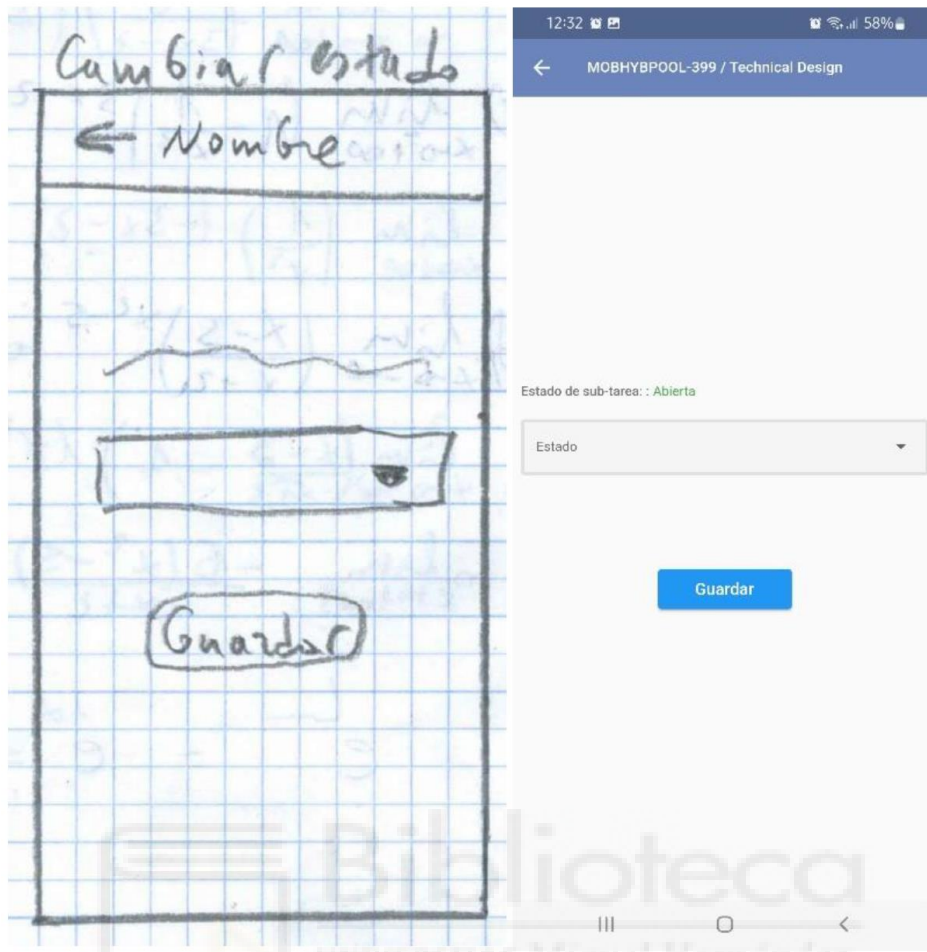 Cambiar estado
← Nombre
Guardar
12:32 58%
← MOBHYBPOOL-399 / Technical Design
Estado de sub-tarea: : Abierta
Estado
Guardar
Biblioteca